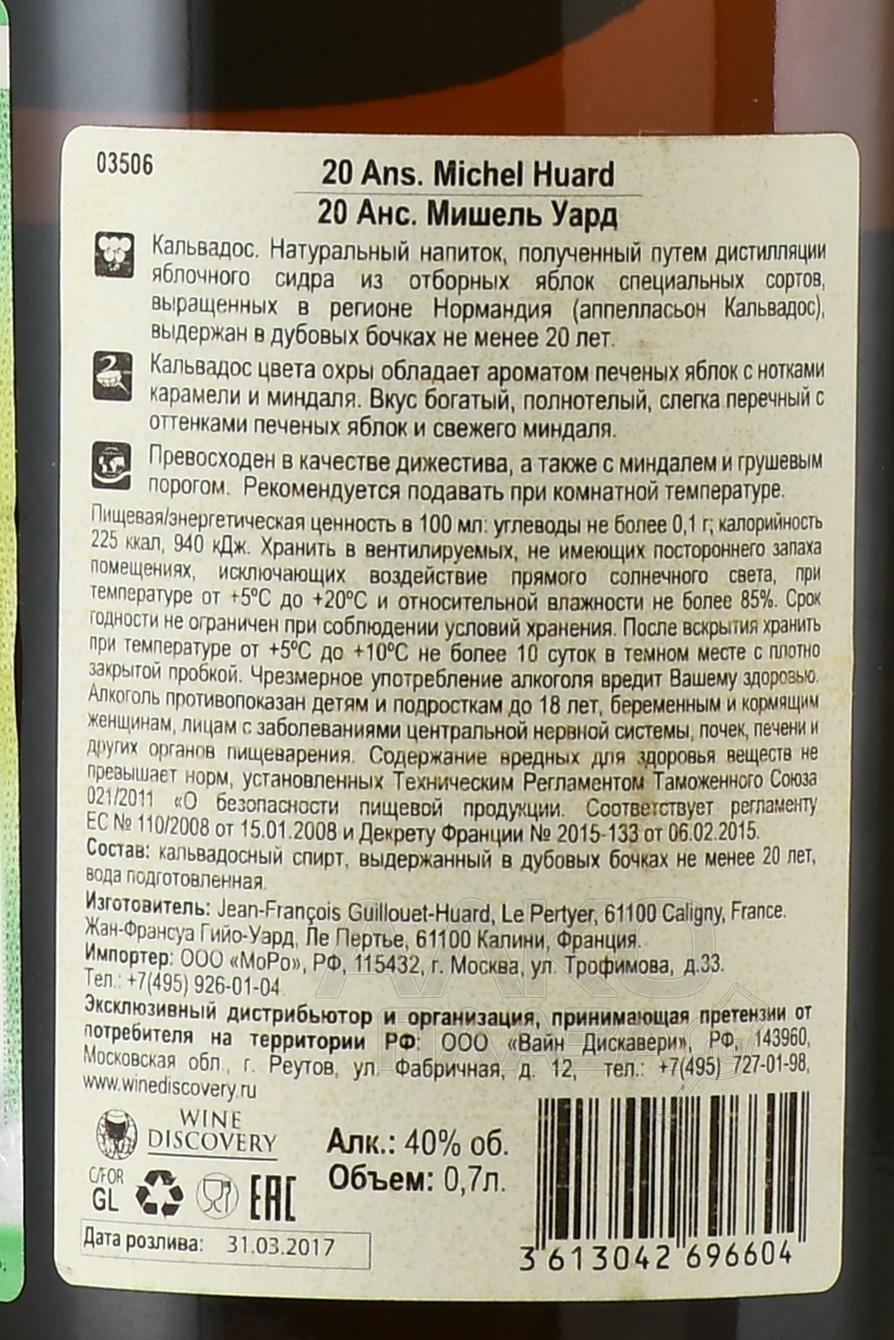 03506
20 Ans. Michel Huard
20 Анс. Мишель Уард
Кальвадос. Натуральный напиток, полученный путем дистилляции
яблочного сидра из отборных яблок специальных сортов,
выращенных в регионе Нормандия (аппелласьон Кальвадос),
выдержан в дубовых бочках не менее 20 лет.
Кальвадос цвета охры обладает ароматом печеных яблок с нотками
карамели и миндаля. Вкус богатый, полнотелый, слегка перечный с
оттенками печеных яблок и свежего миндаля.
Превосходен в качестве дижестива, а также с миндалем и грушевым
порогом. Рекомендуется подавать при комнатной температуре.
Пищевая/энергетическая ценность в 100 мл: углеводы не более 0,1 г; калорийность
225 ккал, 940 кДж. Хранить в вентилируемых, не имеющих постороннего запаха
помещениях, исключающих воздействие прямого солнечного света, при
температуре от +5ºС до +20ºС и относительной влажности не более 85%. Срок
годности не ограничен при соблюдении условий хранения. После вскрытия хранить
при температуре от +5ºС до +10ºС не более 10 суток в темном месте с плотно
закрытой пробкой. Чрезмерное употребление алкоголя вредит Вашему здоровью.
Алкоголь противопоказан детям и подросткам до 18 лет, беременным и кормящим
женщинам, лицам с заболеваниями центральной нервной системы, почек, печени и
других органов пищеварения. Содержание вредных для здоровья веществ не
превышает норм, установленных Техническим Регламентом Таможенного Союза
021/2011 «О безопасности пищевой продукции. Соответствует регламенту
ЕС № 110/2008 от 15.01.2008 и Декрету Франции № 2015-133 от 06.02.2015.
Состав: кальвадосный спирт, выдержанный в дубовых бочках не менее 20 лет,
вода подготовленная.
Изготовитель: Jean-François Guillouet-Huard, Le Pertyer, 61100 Caligny, France.
Жан-Франсуа Гийо-Уард, Ле Пертье, 61100 Калини, Франция.
Импортер: ООО «МоРо», РФ, 115432, г. Москва, ул. Трофимова, д.33.
Тел.: +7(495) 926-01-04
Эксклюзивный дистрибьютор и организация, принимающая претензии от
потребителя на территории РФ: ООО «Вайн Дискавери», РФ, 143960,
Московская обл., г. Реутов, ул. Фабричная, д. 12, тел.: +7(495) 727-01-98,
www.winediscovery.ru
WINE
DISCOVERY
Алк.: 40% об.
Объем: 0,7л.
C/FOR
GL
EAC
Дата розлива: 31.03.2017
3 613042 696604